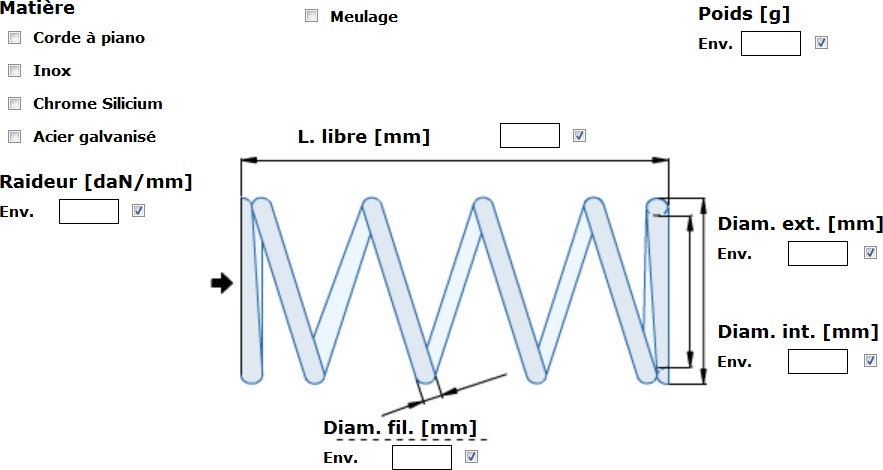 Matière
Corde à piano
Inox
Chrome Silicium
Acier galvanisé
Meulage
Poids [g]
Env.
L. libre [mm]
Raideur [daN/mm]
Env.
Diam. ext. [mm]
Env.
Diam. int. [mm]
Env.
Diam. fil. [mm]
Env.